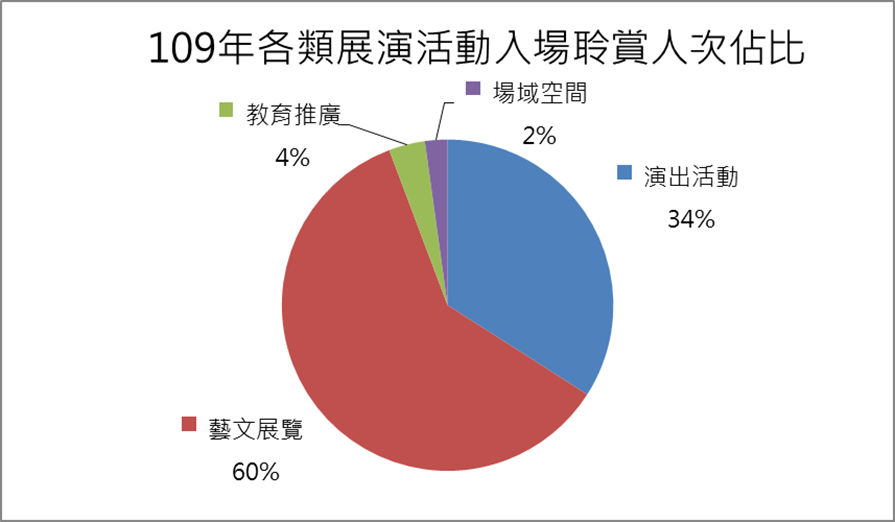 109年各類展演活動入場聆賞人次佔比
場域空間
2%
教育推廣
4%
演出活動
34%
藝文展覽
60%